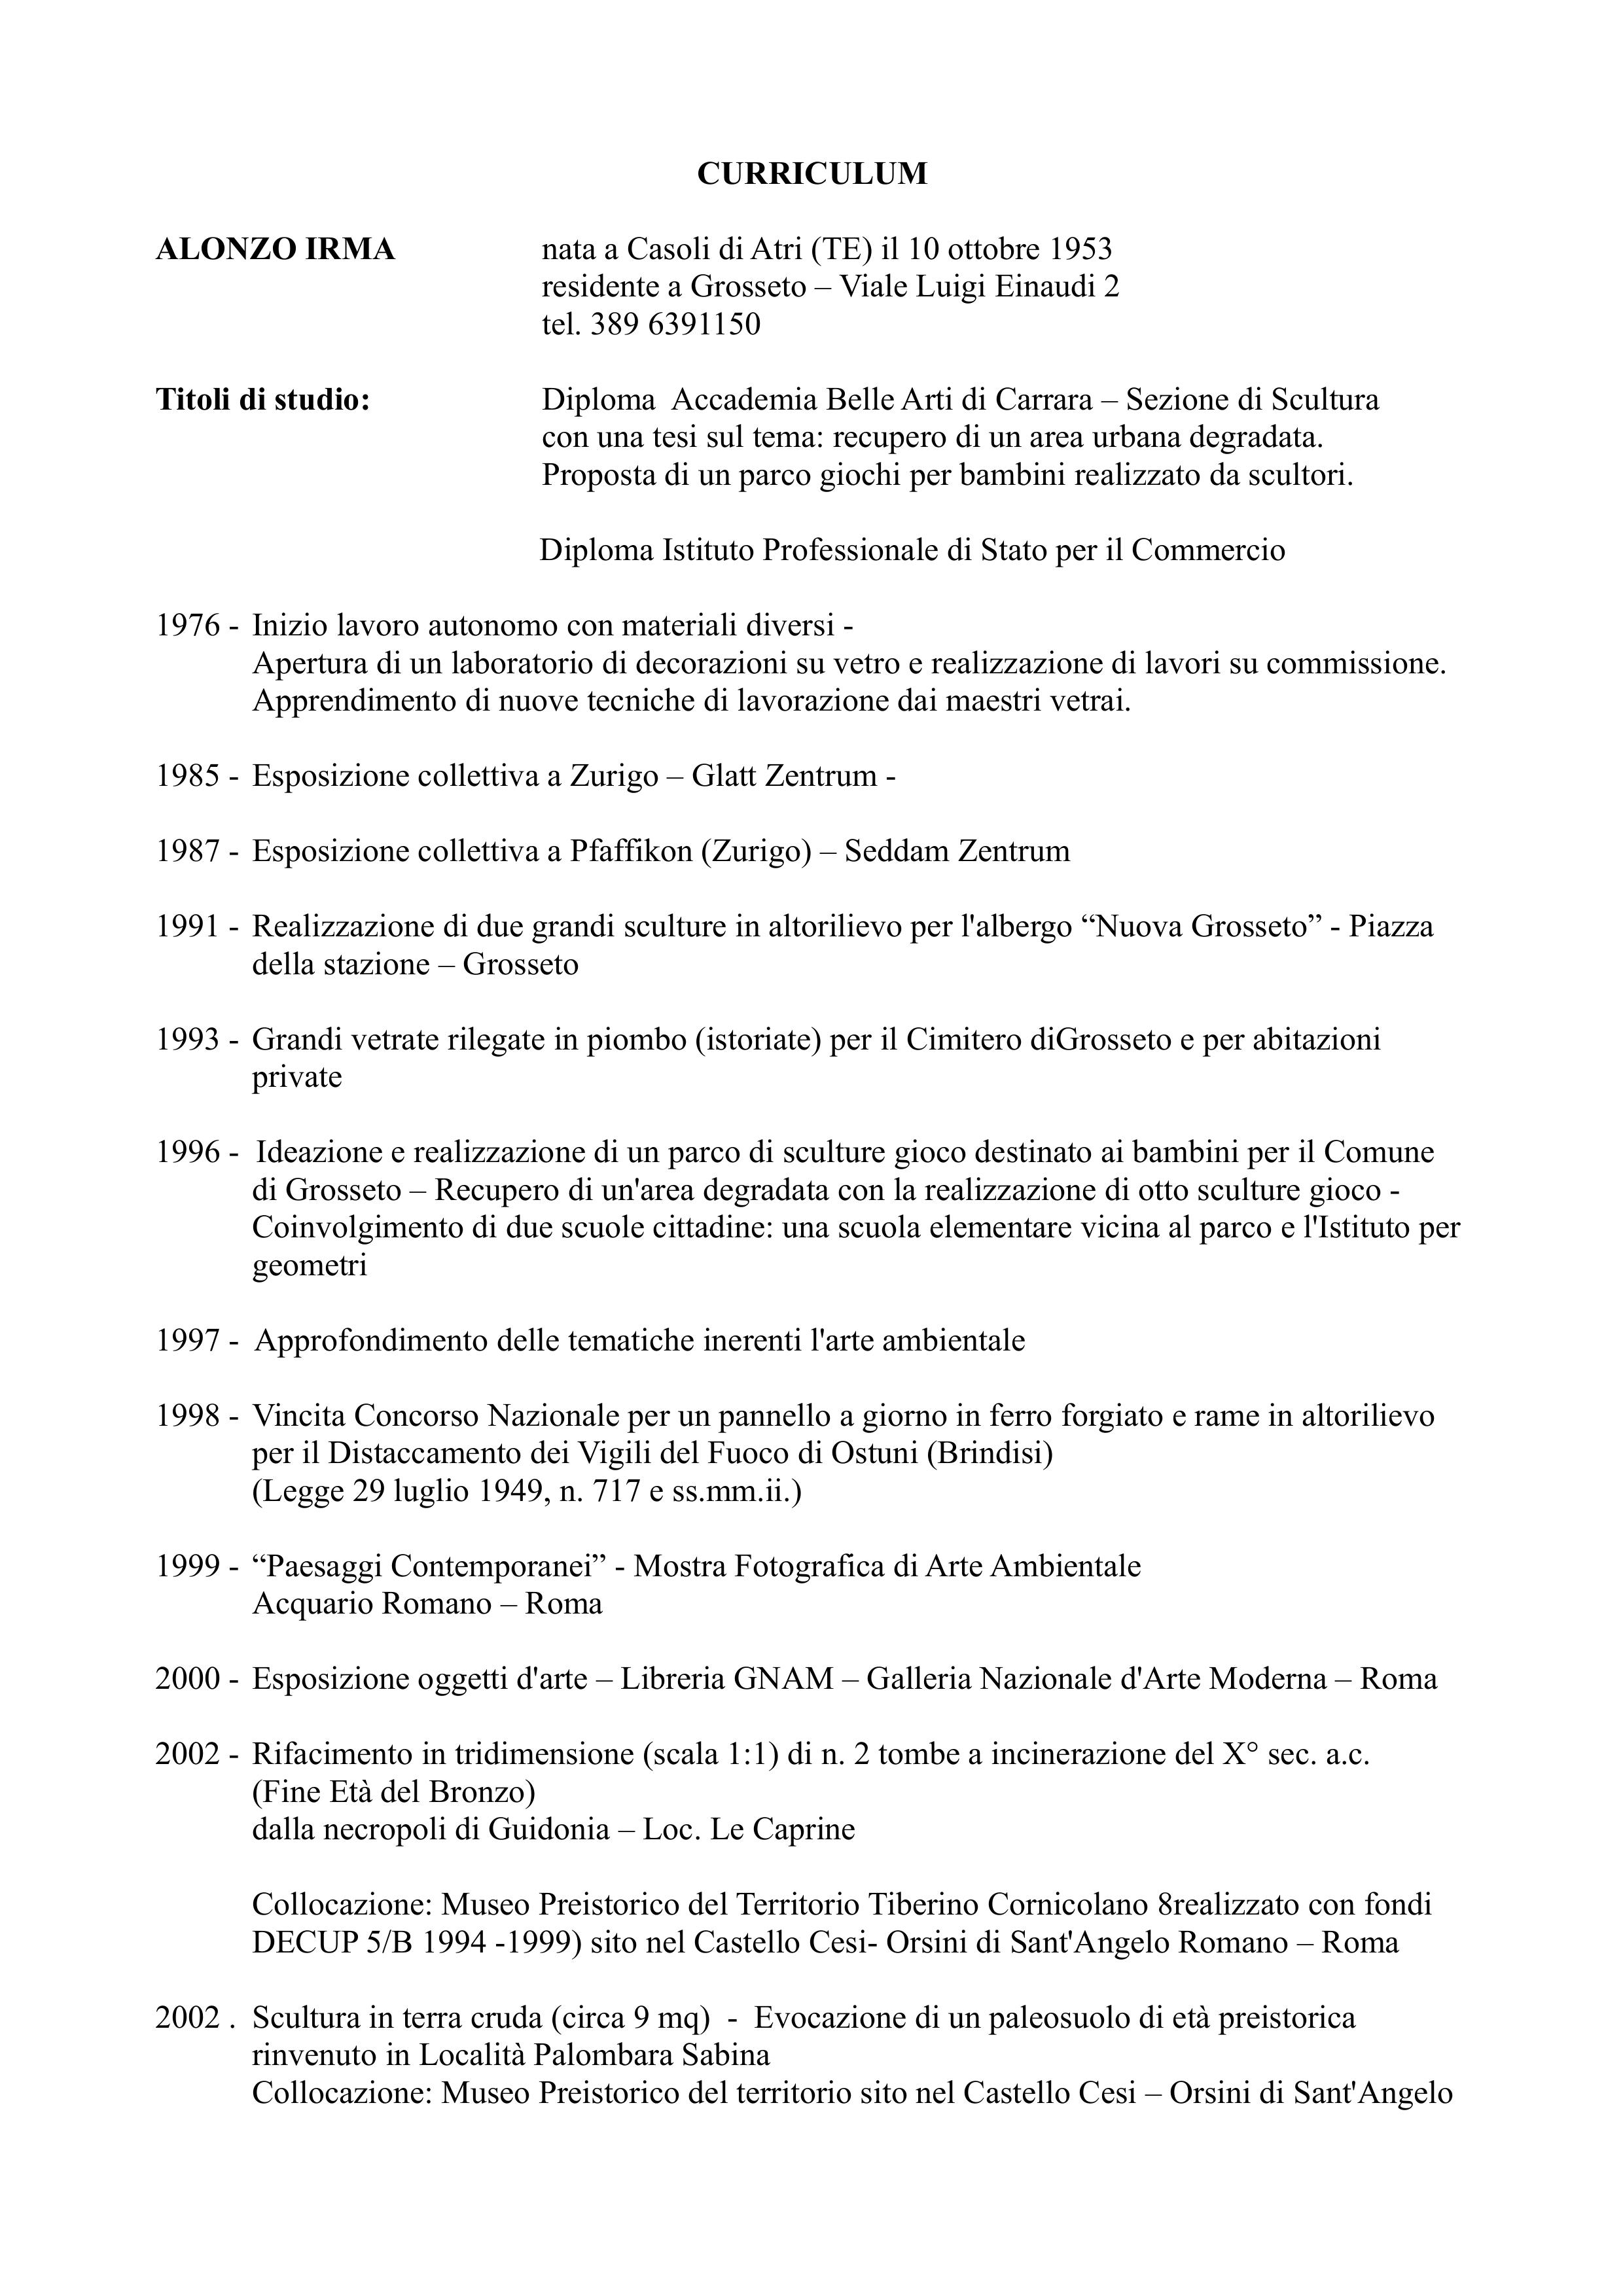 CURRICULUM
ALONZO IRMA nata a Casoli di Atri (TE) il 10 ottobre 1953
residente a Grosseto – Viale Luigi Einaudi 2
tel. 389 6391150
Titoli di studio: Diploma  Accademia Belle Arti di Carrara – Sezione di Scultura
con una tesi sul tema: recupero di un area urbana degradata.
Proposta di un parco giochi per bambini realizzato da scultori.
Diploma Istituto Professionale di Stato per il Commercio
1976 - Inizio lavoro autonomo con materiali diversi -
Apertura di un laboratorio di decorazioni su vetro e realizzazione di lavori su commissione.
Apprendimento di nuove tecniche di lavorazione dai maestri vetrai.
1985 - Esposizione collettiva a Zurigo – Glatt Zentrum -
1987 - Esposizione collettiva a Pfaffikon (Zurigo) – Seddam Zentrum
1991 - Realizzazione di due grandi sculture in altorilievo per l'albergo “Nuova Grosseto” - Piazza
della stazione – Grosseto
1993 - Grandi vetrate rilegate in piombo (istoriate) per il Cimitero diGrosseto e per abitazioni
private
1996 - Ideazione e realizzazione di un parco di sculture gioco destinato ai bambini per il Comune
di Grosseto – Recupero di un'area degradata con la realizzazione di otto sculture gioco -
Coinvolgimento di due scuole cittadine: una scuola elementare vicina al parco e l'Istituto per
geometri
1997 - Approfondimento delle tematiche inerenti l'arte ambientale
1998 - Vincita Concorso Nazionale per un pannello a giorno in ferro forgiato e rame in altorilievo
per il Distaccamento dei Vigili del Fuoco di Ostuni (Brindisi)
(Legge 29 luglio 1949, n. 717 e ss.mm.ii.)
1999 - “Paesaggi Contemporanei” - Mostra Fotografica di Arte Ambientale
Acquario Romano – Roma
2000 - Esposizione oggetti d'arte – Libreria GNAM – Galleria Nazionale d'Arte Moderna – Roma
2002 - Rifacimento in tridimensione (scala 1:1) di n. 2 tombe a incinerazione del X° sec. a.c.
(Fine Età del Bronzo)
dalla necropoli di Guidonia – Loc. Le Caprine
Collocazione: Museo Preistorico del Territorio Tiberino Cornicolano 8realizzato con fondi
DECUP 5/B 1994 -1999) sito nel Castello Cesi- Orsini di Sant'Angelo Romano – Roma
2002 . Scultura in terra cruda (circa 9 mq)  -  Evocazione di un paleosuolo di età preistorica
rinvenuto in Località Palombara Sabina
Collocazione: Museo Preistorico del territorio sito nel Castello Cesi – Orsini di Sant'Angelo